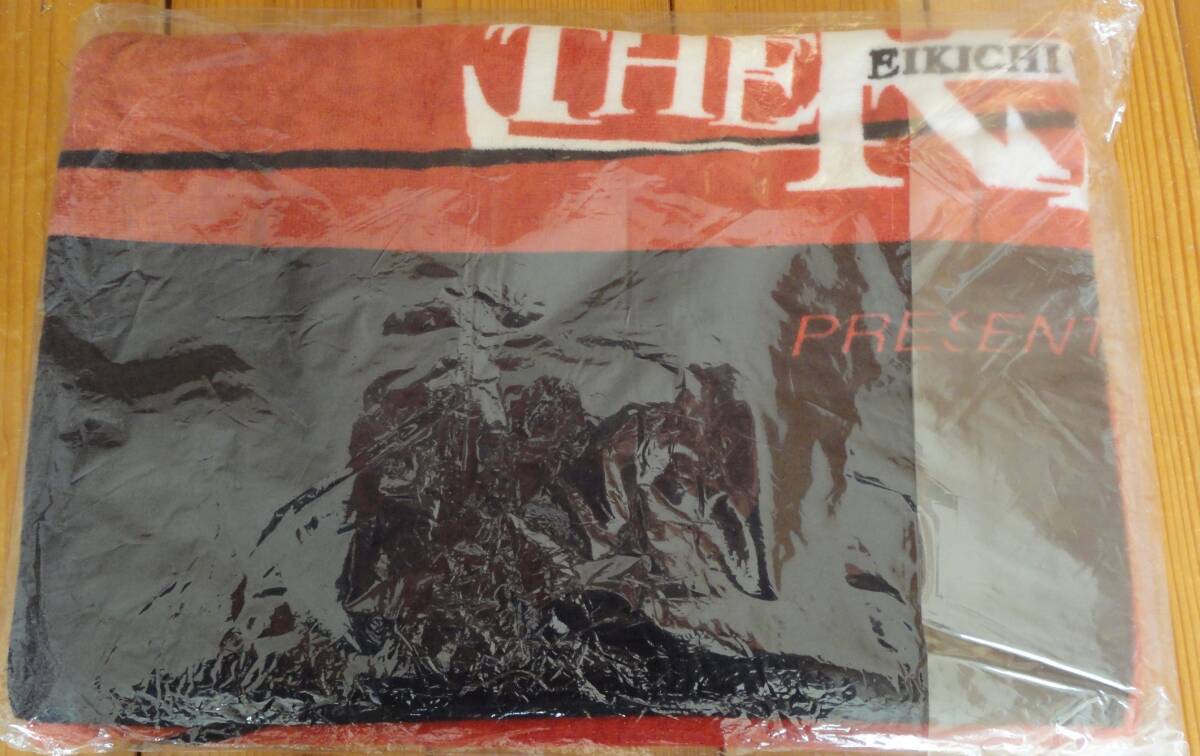 THE R
EIKICHI
PRESENT